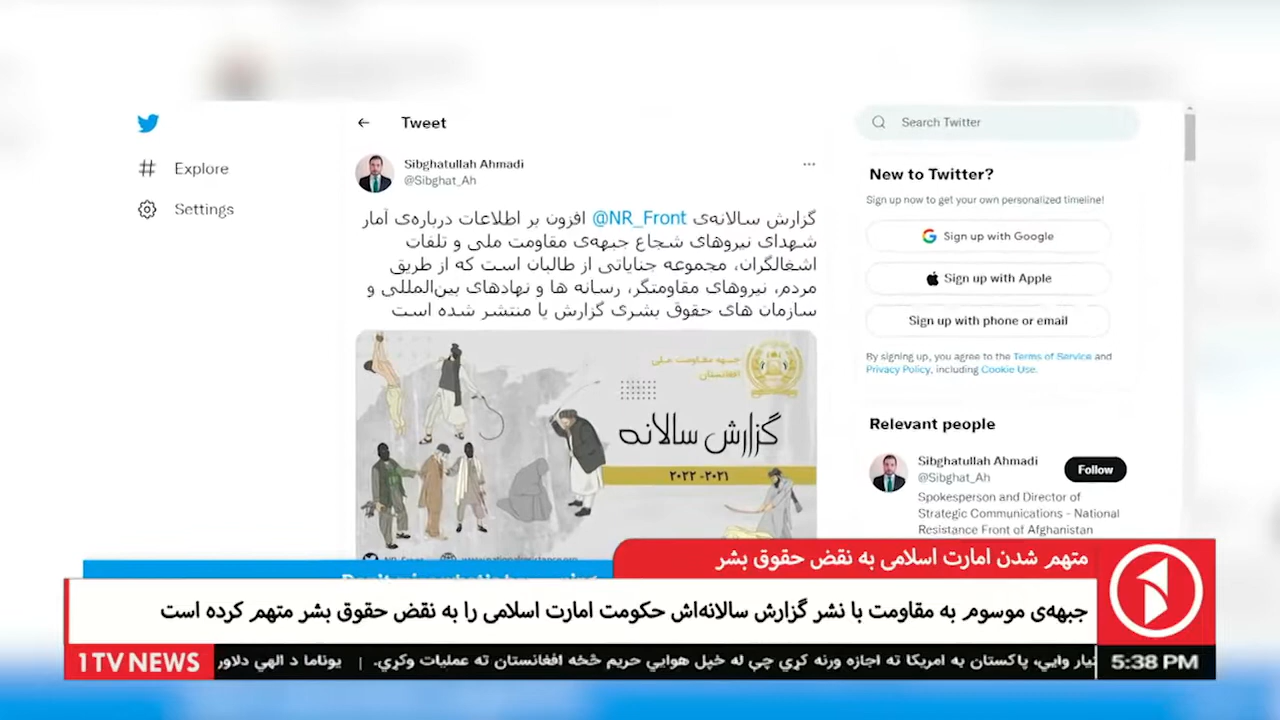 Tweet
Search Twitter
Explore
Settings
Sibghatullah Ahmadi
@Sibghat_Ah
گزارش سالانه‌ی @NR_Front افزون بر اطلاعات درباره‌ی آمار
شهدای نیروهای شجاع جبهه‌ی مقاومت ملی و تلفات
اشغالگران، مجموعه جنایاتی از طالبان است که از طریق
مردم، نیروهای مقاومتگر، رسانه ها و نهادهای بین‌المللی و
سازمان های حقوق بشری گزارش یا منتشر شده است
جبهه مقاومت ملی
افغانستان
گزارش سالانه
۲۰۲۱- ۲۰۲۲
New to Twitter?
Sign up now to get your own personalized timeline!
Sign up with Google
Sign up with Apple
Sign up with phone or email
By signing up, you agree to the Terms of Service and
Privacy Policy, including Cookie Use.
Relevant people
Sibghatullah Ahmadi
@Sibghat_Ah
Follow
Spokesperson and Director of
Strategic Communications - National
Resistance Front of Afghanistan
متهم شدن امارت اسلامی به نقض حقوق بشر
جبهه‌ی موسوم به مقاومت با نشر گزارش سالانه‌اش حکومت امارت اسلامی را به نقض حقوق بشر متهم کرده است
1TV NEWS
وايي، پاکستان به امریکا ته اجازه ورنه کړي چې له خپل هوايي حریم څخه افغانستان ته عملیات وکړي. | یوناما د الهي دلاور
5:38 PM